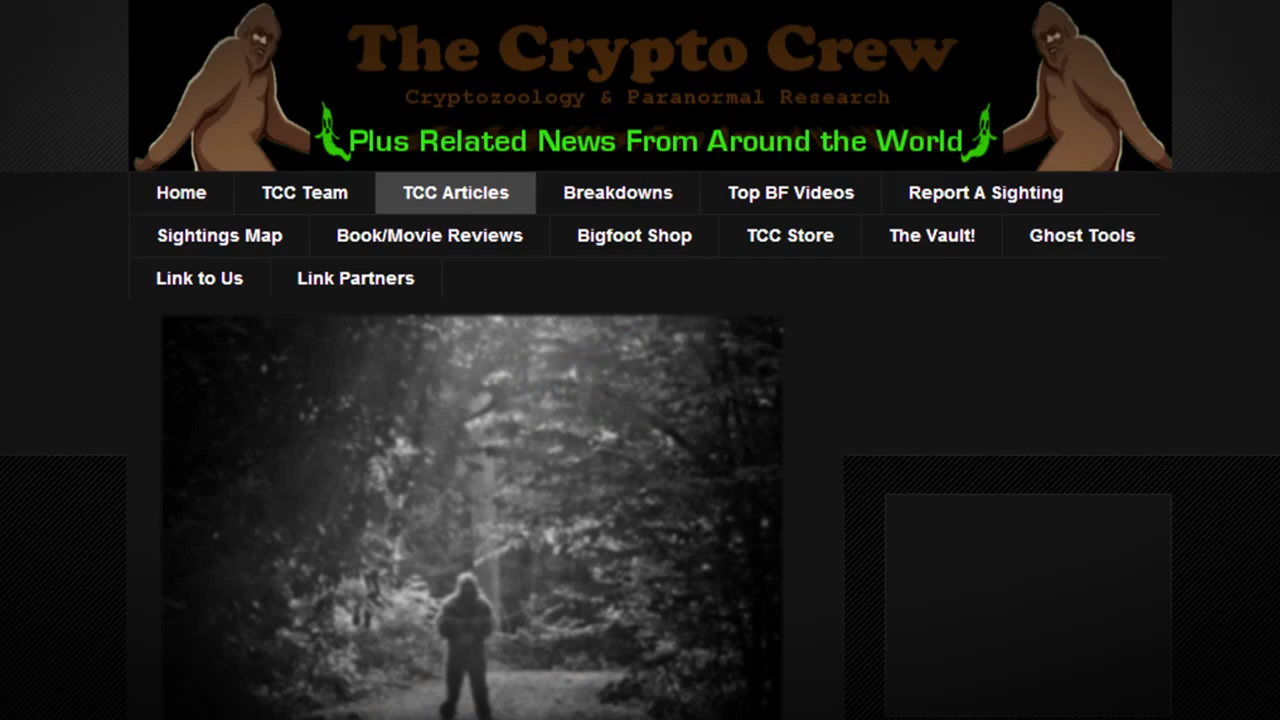 The Crypto Crew
Cryptozoology & Paranormal Research
Plus Related News From Around the World
Home TCC Team TCC Articles Breakdowns Top BF Videos Report A Sighting
Sightings Map Book/Movie Reviews Bigfoot Shop TCC Store The Vault! Ghost Tools
Link to Us Link Partners